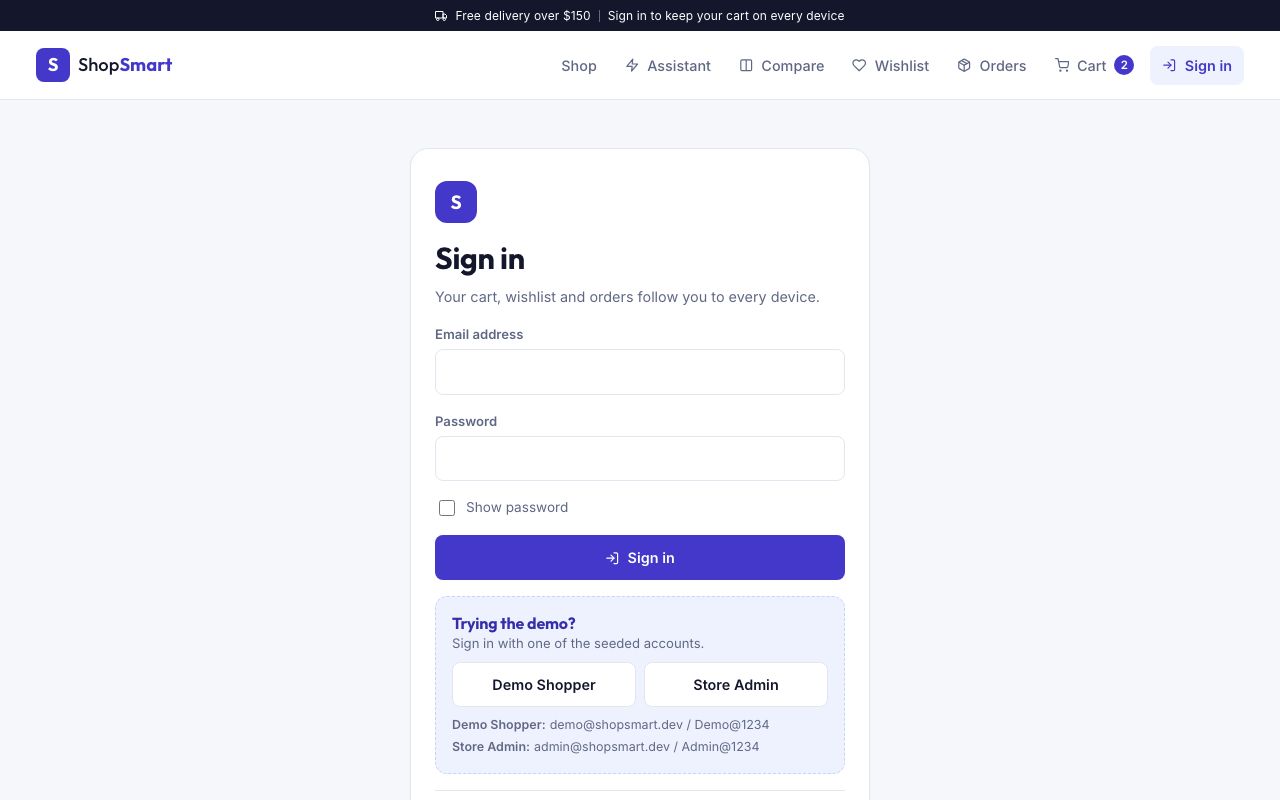 Free delivery over $150 | Sign in to keep your cart on every device
S ShopSmart Shop Assistant Compare Wishlist Orders Cart 2 Sign in
S
Sign in
Your cart, wishlist and orders follow you to every device.
Email address
Password
Show password
Sign in
Trying the demo?
Sign in with one of the seeded accounts.
Demo Shopper Store Admin
Demo Shopper: demo@shopsmart.dev / Demo@1234
Store Admin: admin@shopsmart.dev / Admin@1234